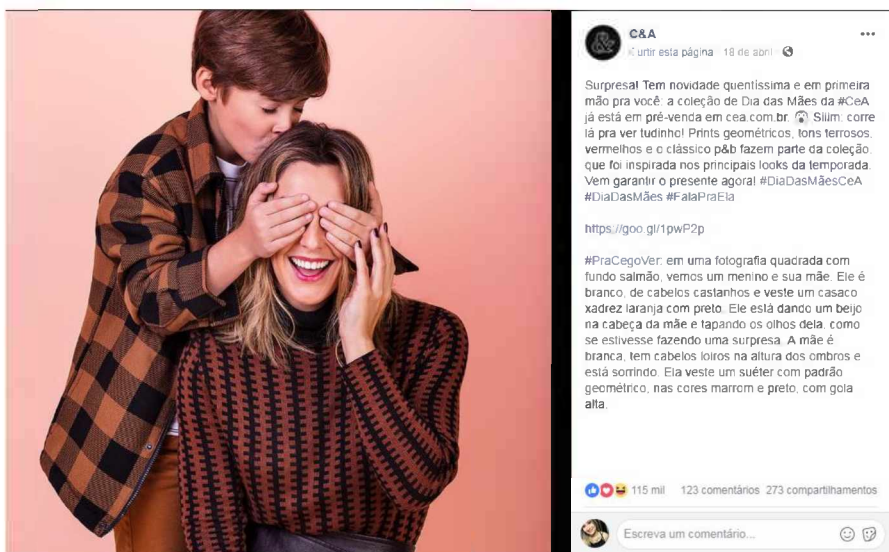 C&A
Curtir esta página · 18 de abril ·
Surpresa! Tem novidade quentíssima e em primeira
mão pra você: a coleção de Dia das Mães da #CeA
já está em pré-venda em cea.com.br. 😱 Siiim: corre
lá pra ver tudinho! Prints geométricos, tons terrosos,
vermelhos e o clássico p&b fazem parte da coleção,
que foi inspirada nos principais looks da temporada.
Vem garantir o presente agora! #DiaDasMãesCeA
#DiaDasMães #FalaPraEla
https://goo.gl/1pwP2p
#PraCegoVer: em uma fotografia quadrada com
fundo salmão, vemos um menino e sua mãe. Ele é
branco, de cabelos castanhos e veste um casaco
xadrez laranja com preto. Ele está dando um beijo
na cabeça da mãe e tapando os olhos dela, como
se estivesse fazendo uma surpresa. A mãe é
branca, tem cabelos loiros na altura dos ombros e
está sorrindo. Ela veste um suéter com padrão
geométrico, nas cores marrom e preto, com gola
alta.
115 mil 123 comentários 273 compartilhamentos
Escreva um comentário...